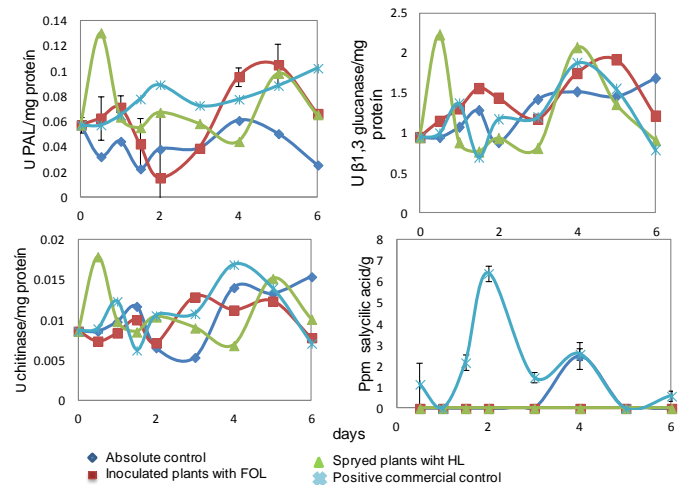 U PAL/mg protein
0.14
0.12
0.1
0.08
0.06
0.04
0.02
0
0 2 4 6
U β1,3 glucanase/mg
protein
2.5
2
1.5
1
0.5
0
0 2 4 6
U chitinase/mg protein
0.02
0.015
0.01
0.005
0.000
0 2 4 6
Ppm salycilic acid/g
8
7
6
5
4
3
2
1
0
0 2 4 6
days
Absolute control
Inoculated plants with FOL
Spryed plants wiht HL
Positive commercial control